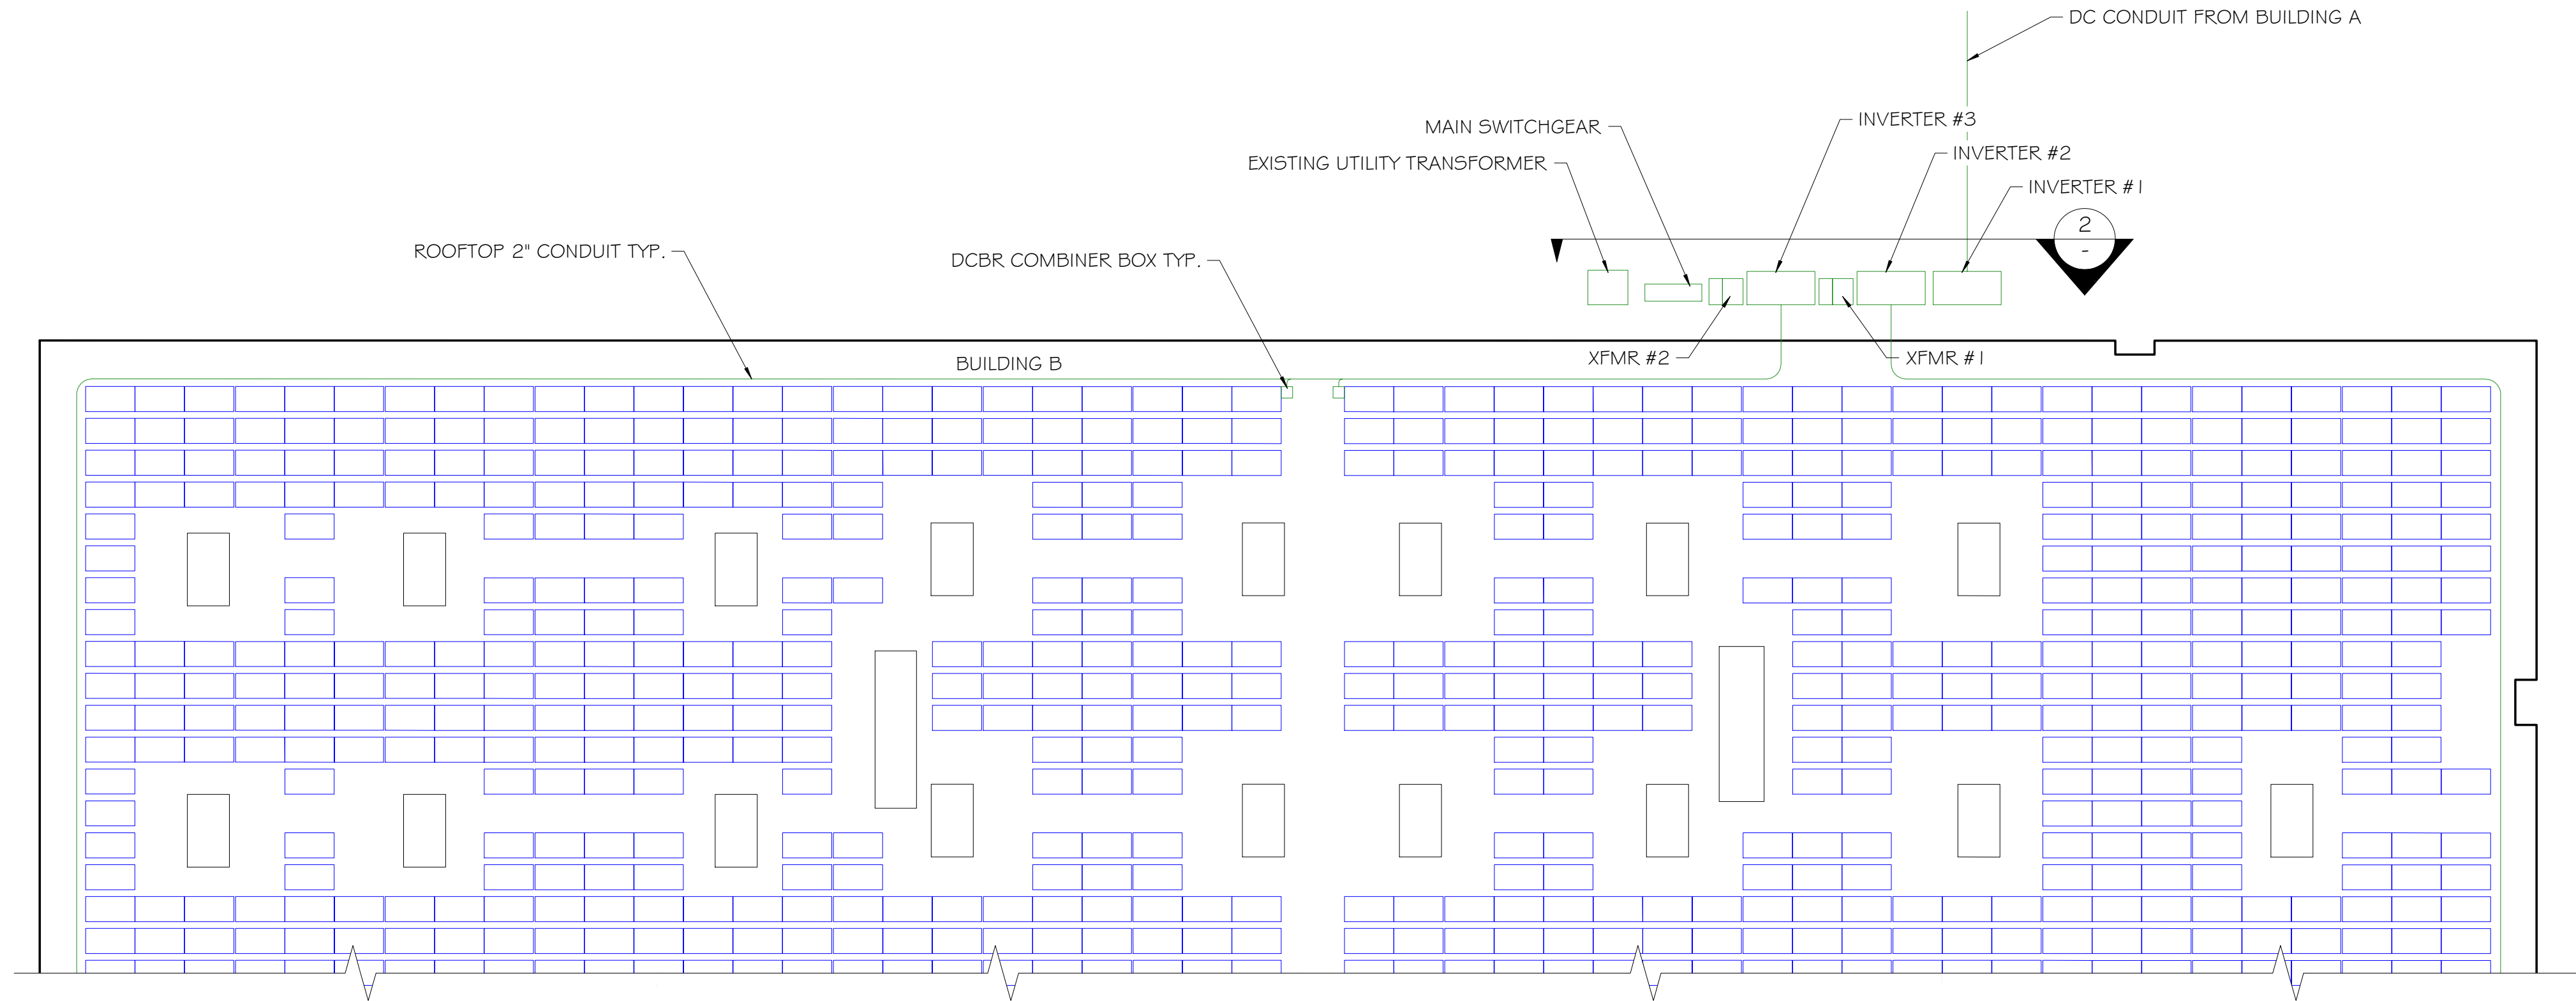 DC CONDUIT FROM BUILDING A
INVERTER #3
MAIN SWITCHGEAR
INVERTER #2
EXISTING UTILITY TRANSFORMER
INVERTER #1
2
-
ROOFTOP 2" CONDUIT TYP.
DCBR COMBINER BOX TYP.
XFMR #2
XFMR #1
BUILDING B